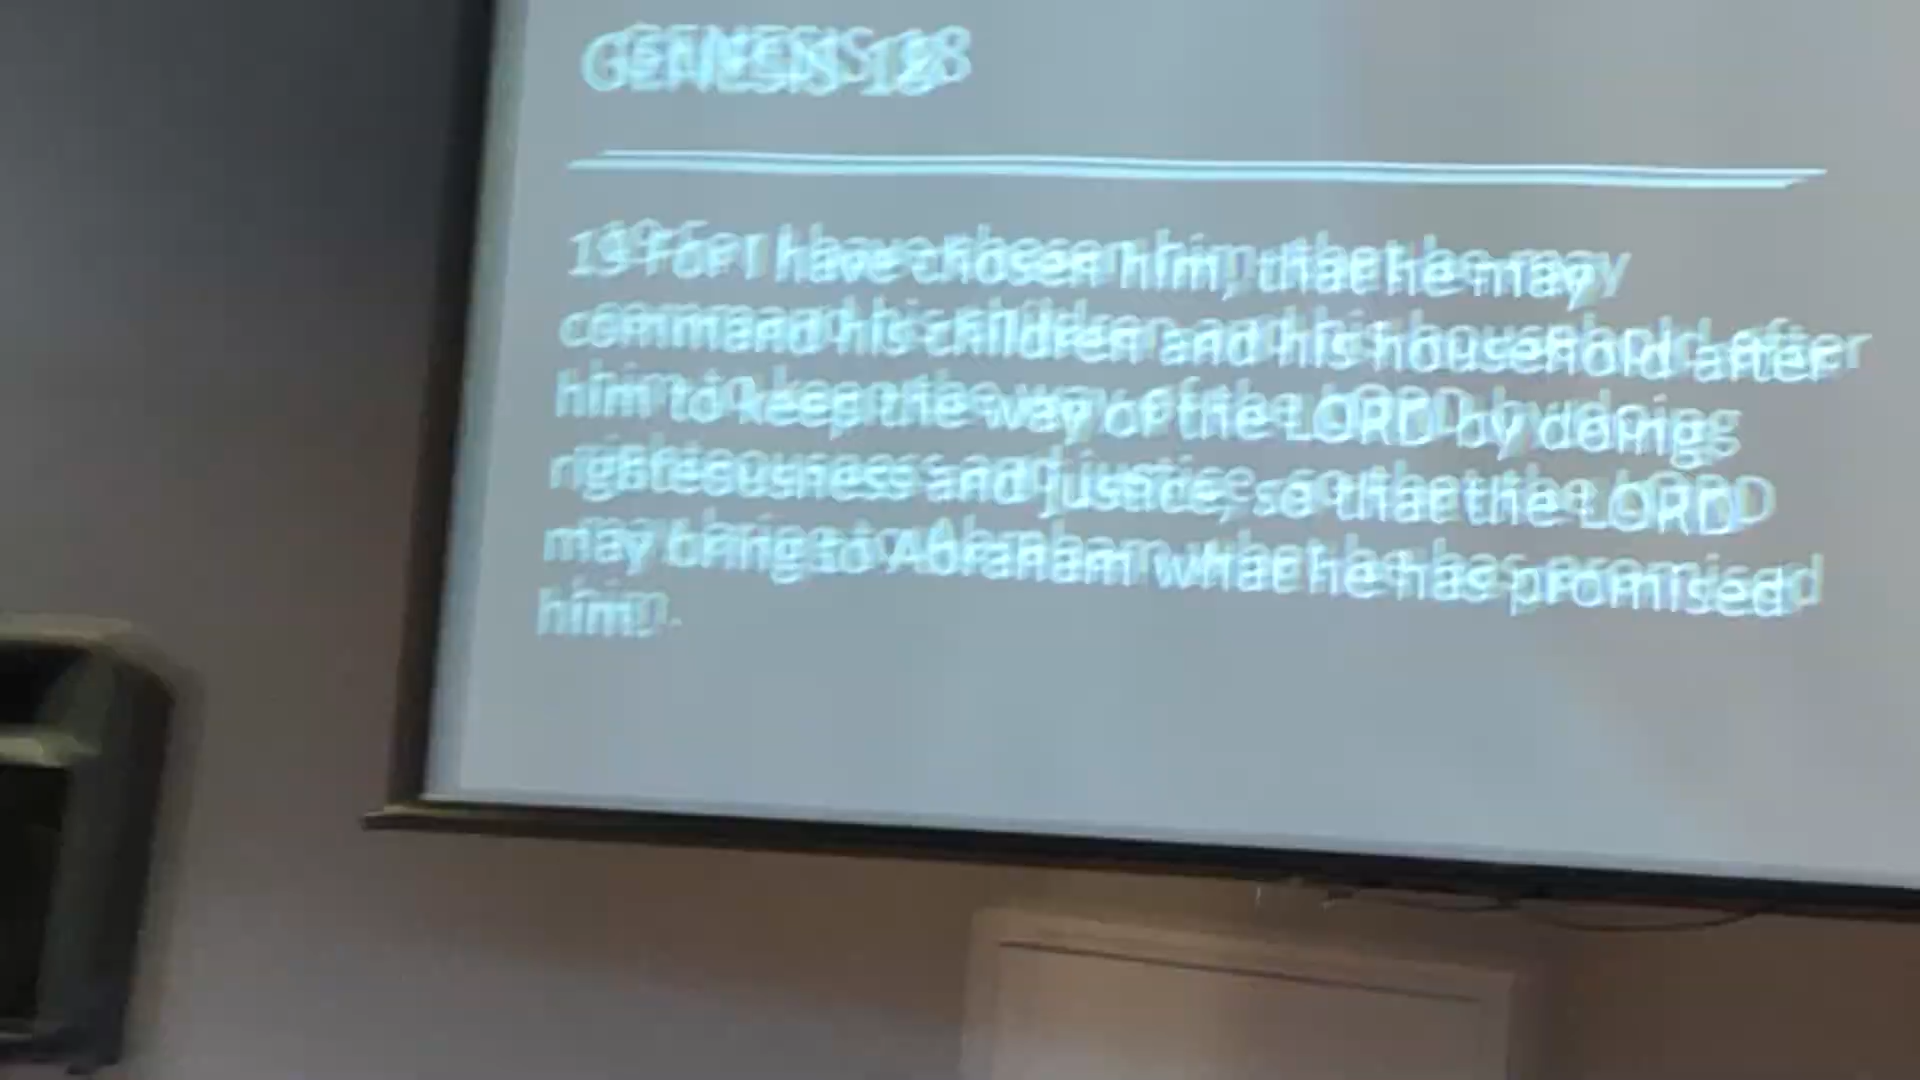 GENESIS 18
19 For I have chosen him, that he may
command his children and his household after
him to keep the way of the LORD by doing
righteousness and justice, so that the LORD
may bring to Abraham what he has promised
him.